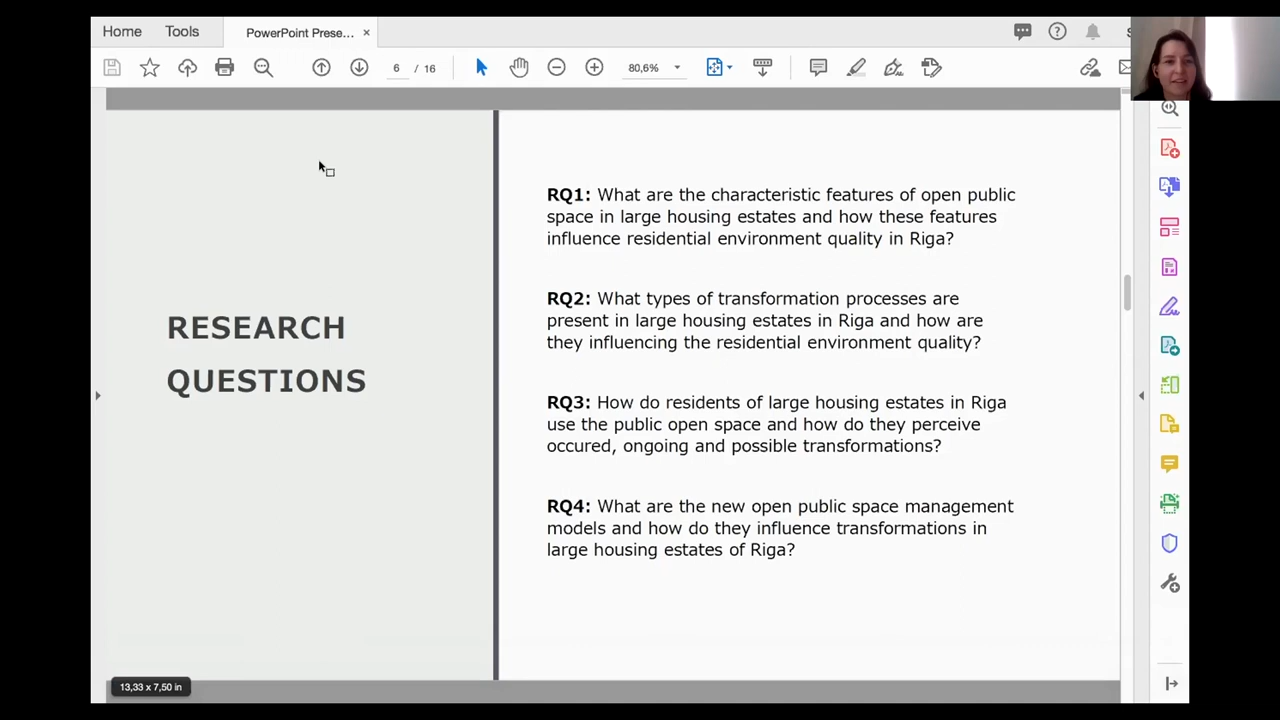 Home Tools PowerPoint Prese... ×
6 / 16 80,6%
RESEARCH
QUESTIONS
RQ1: What are the characteristic features of open public
space in large housing estates and how these features
influence residential environment quality in Riga?
RQ2: What types of transformation processes are
present in large housing estates in Riga and how are
they influencing the residential environment quality?
RQ3: How do residents of large housing estates in Riga
use the public open space and how do they perceive
occured, ongoing and possible transformations?
RQ4: What are the new open public space management
models and how do they influence transformations in
large housing estates of Riga?
13,33 x 7,50 in